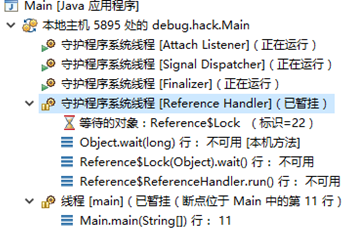 Main [Java 应用程序]
本地主机 5895 处的 debug.hack.Main
守护程序系统线程 [Attach Listener] (正在运行)
守护程序系统线程 [Signal Dispatcher] (正在运行)
守护程序系统线程 [Finalizer] (正在运行)
守护程序系统线程 [Reference Handler] (已暂挂)
等待的对象：Reference$Lock （标识=22）
Object.wait(long) 行： 不可用 [本机方法]
Reference$Lock(Object).wait() 行： 不可用
Reference$ReferenceHandler.run() 行： 不可用
线程 [main] (已暂挂 (断点位于 Main 中的第 11 行)
Main.main(String[]) 行： 11